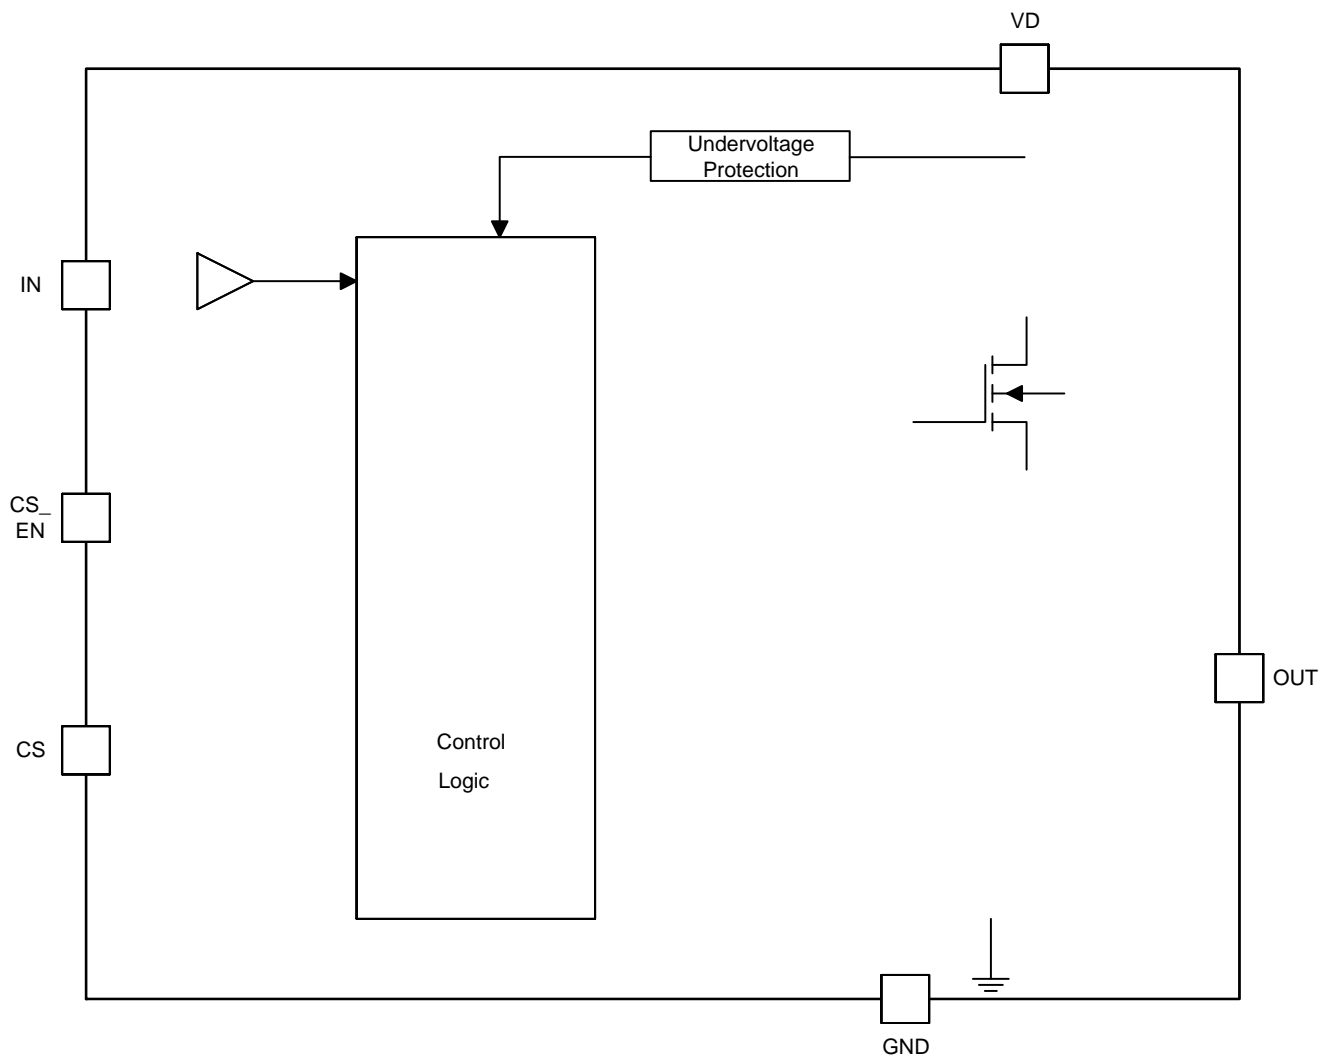 VD
Undervoltage
Protection
IN
CS_
EN
OUT
CS
Control
Logic
GND